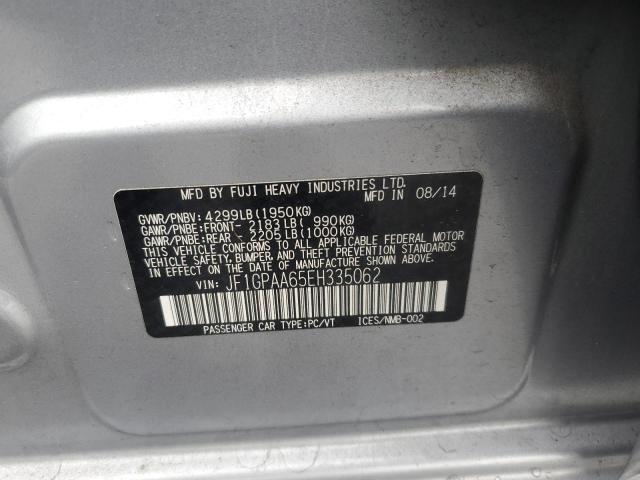 MFD BY FUJI HEAVY INDUSTRIES LTD.
MFD IN 08/14
GVWR/PNBV: 4299LB(1950KG)
GAWR/PNBE:FRONT- 2183LB( 990KG)
GAWR/PNBE:REAR - 2205LB(1000KG)
THIS VEHICLE CONFORMS TO ALL APPLICABLE FEDERAL MOTOR
VEHICLE SAFETY, BUMPER, AND THEFT PREVENTION STANDARDS
IN EFFECT ON THE DATE OF MANUFACTURE SHOWN ABOVE.
VIN: JF1GPAA65EH335062
PASSENGER CAR TYPE:PC/VT ICES/NMB-002